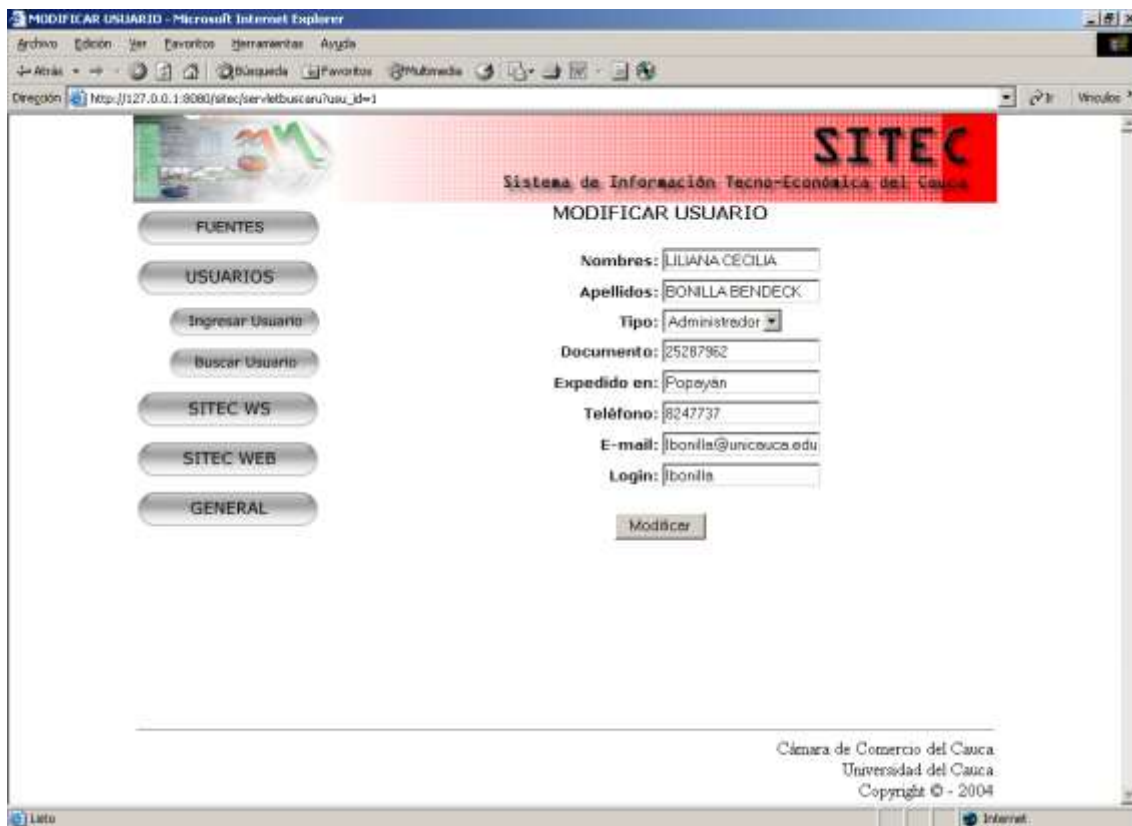 MODIFICAR USUARIO - Microsoft Internet Explorer
Archivo Edición Ver Favoritos Herramientas Ayuda
Atrás Búsqueda Favoritos Multimedia
Dirección http://127.0.0.1:8080/sitec/servletbuscaru?usu_id=1 Ir Vínculos
SITEC
Sistema de Información Tecno-Económica del Cauca
MODIFICAR USUARIO
FUENTES
USUARIOS
Ingresar Usuario
Buscar Usuario
SITEC WS
SITEC WEB
GENERAL
Nombres: LILIANA CECILIA
Apellidos: BONILLA BENDECK
Tipo: Administrador
Documento: 25287962
Expedido en: Popayán
Teléfono: 8247737
E-mail: lbonilla@unicauca.edu
Login: lbonilla
Modificar
Cámara de Comercio del Cauca
Universidad del Cauca
Copyright © - 2004
Listo Internet